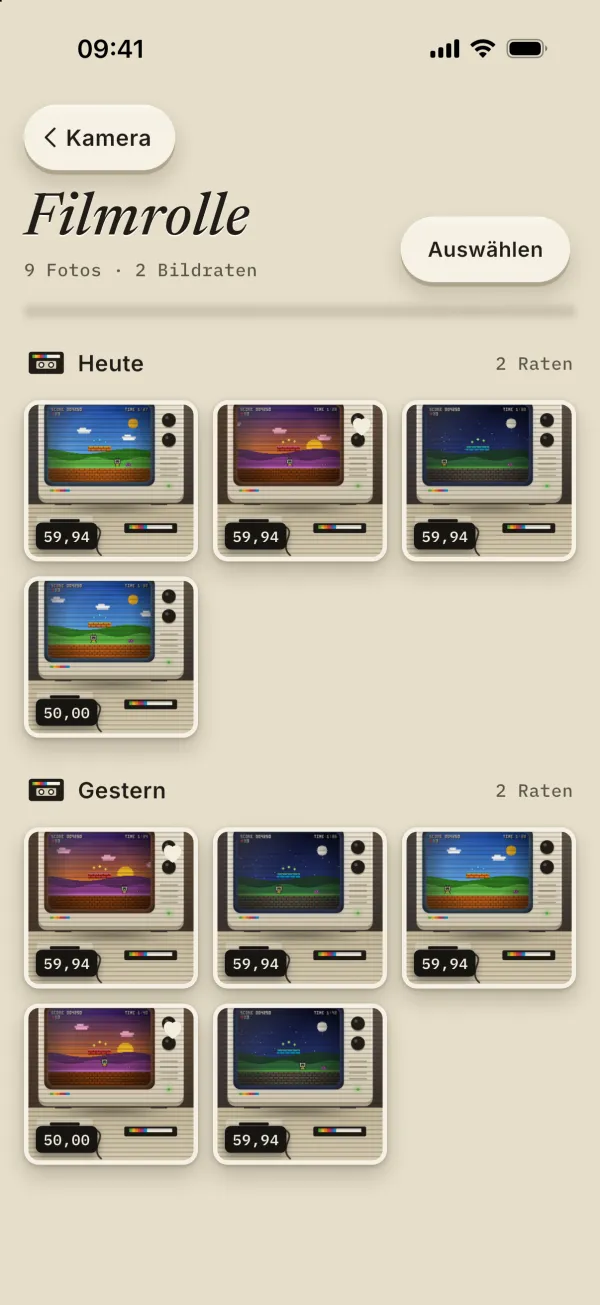 09:41
Kamera
Filmrolle
9 Fotos · 2 Bildraten
Auswählen
Heute
2 Raten
59,94
59,94
59,94
50,00
Gestern
2 Raten
59,94
59,94
59,94
50,00
59,94